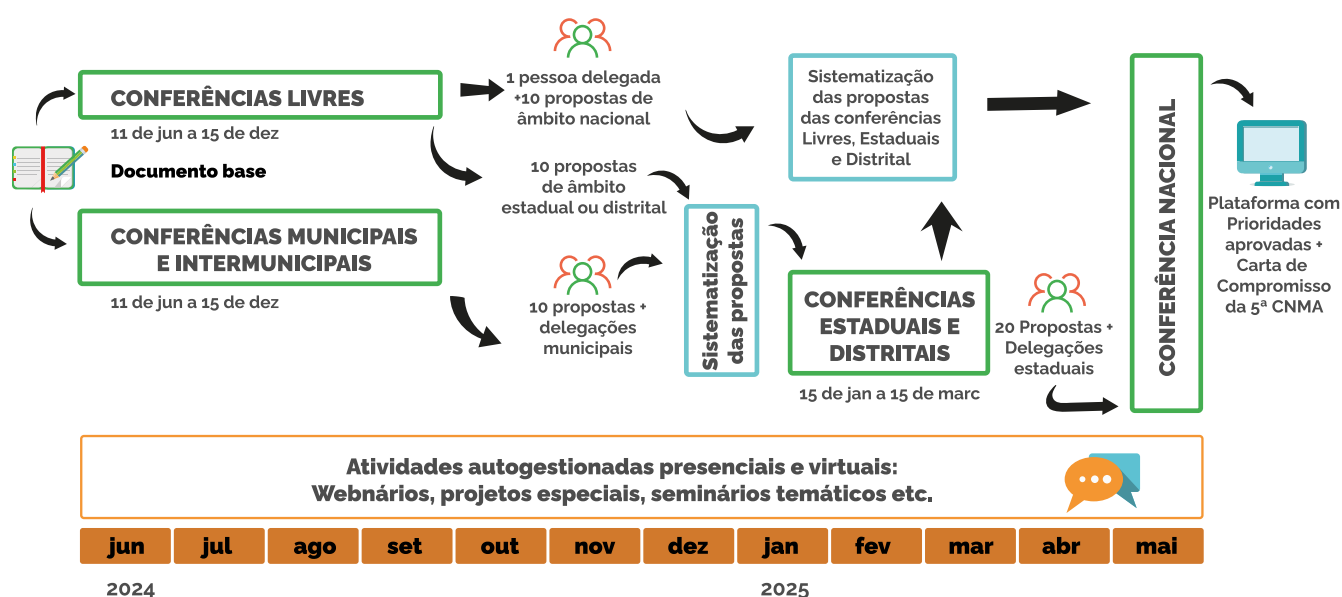 CONFERÊNCIAS LIVRES
11 de jun a 15 de dez
Documento base
CONFERÊNCIAS MUNICIPAIS
E INTERMUNICIPAIS
11 de jun a 15 de dez
1 pessoa delegada
+10 propostas de
âmbito nacional
10 propostas
de âmbito
estadual ou distrital
10 propostas +
delegações
municipais
Sistematização
das propostas
Sistematização
das propostas
das conferências
Livres, Estaduais
e Distrital
CONFERÊNCIAS
ESTADUAIS E
DISTRITAIS
15 de jan a 15 de marc
20 Propostas +
Delegações
estaduais
CONFERÊNCIA NACIONAL
Plataforma com
Prioridades
aprovadas +
Carta de
Compromisso
da 5ª CNMA
Atividades autogestionadas presenciais e virtuais:
Webnários, projetos especiais, seminários temáticos etc.
jun jul ago set out nov dez jan fev mar abr mai
2024 2025